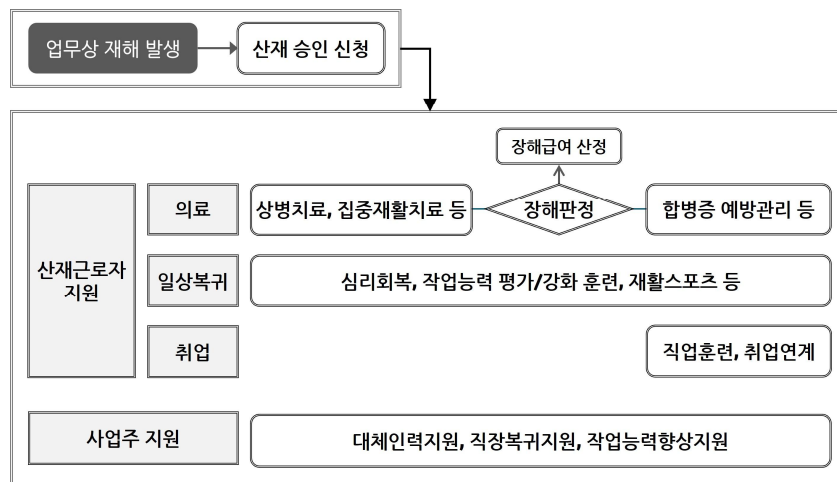 업무상 재해 발생
산재 승인 신청
장해급여 산정
의료
상병치료, 집중재활치료 등
장해판정
합병증 예방관리 등
산재근로자
지원
일상복귀
심리회복, 작업능력 평가/강화 훈련, 재활스포츠 등
취업
직업훈련, 취업연계
사업주 지원
대체인력지원, 직장복귀지원, 작업능력향상지원